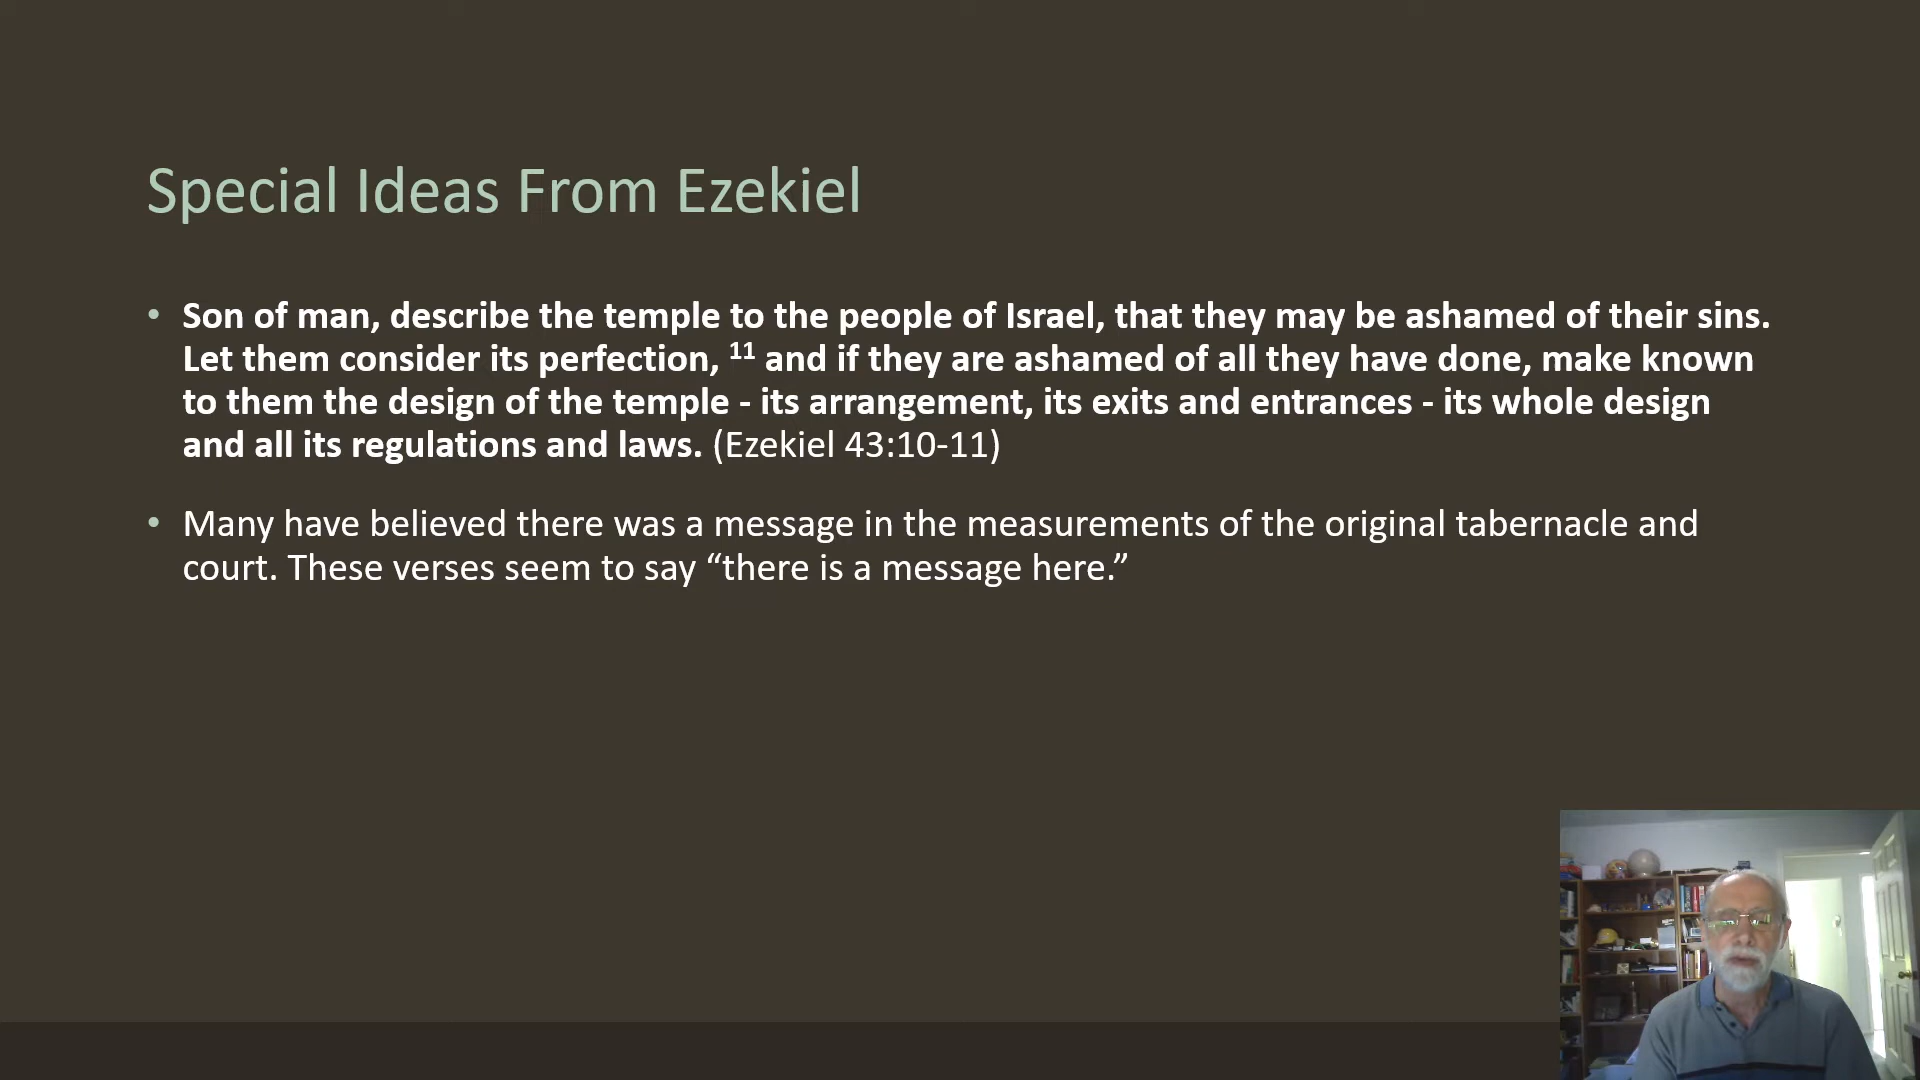 Special Ideas From Ezekiel
• Son of man, describe the temple to the people of Israel, that they may be ashamed of their sins.
Let them consider its perfection, ¹¹ and if they are ashamed of all they have done, make known
to them the design of the temple - its arrangement, its exits and entrances - its whole design
and all its regulations and laws. (Ezekiel 43:10-11)
• Many have believed there was a message in the measurements of the original tabernacle and
court. These verses seem to say “there is a message here.”